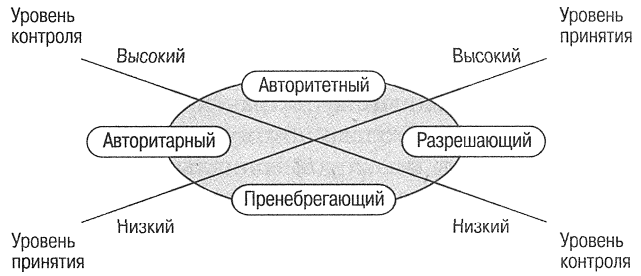 Уровень
контроля
Уровень
принятия
Высокий
Высокий
Авторитетный
Авторитарный
Разрешающий
Пренебрегающий
Низкий
Низкий
Уровень
принятия
Уровень
контроля